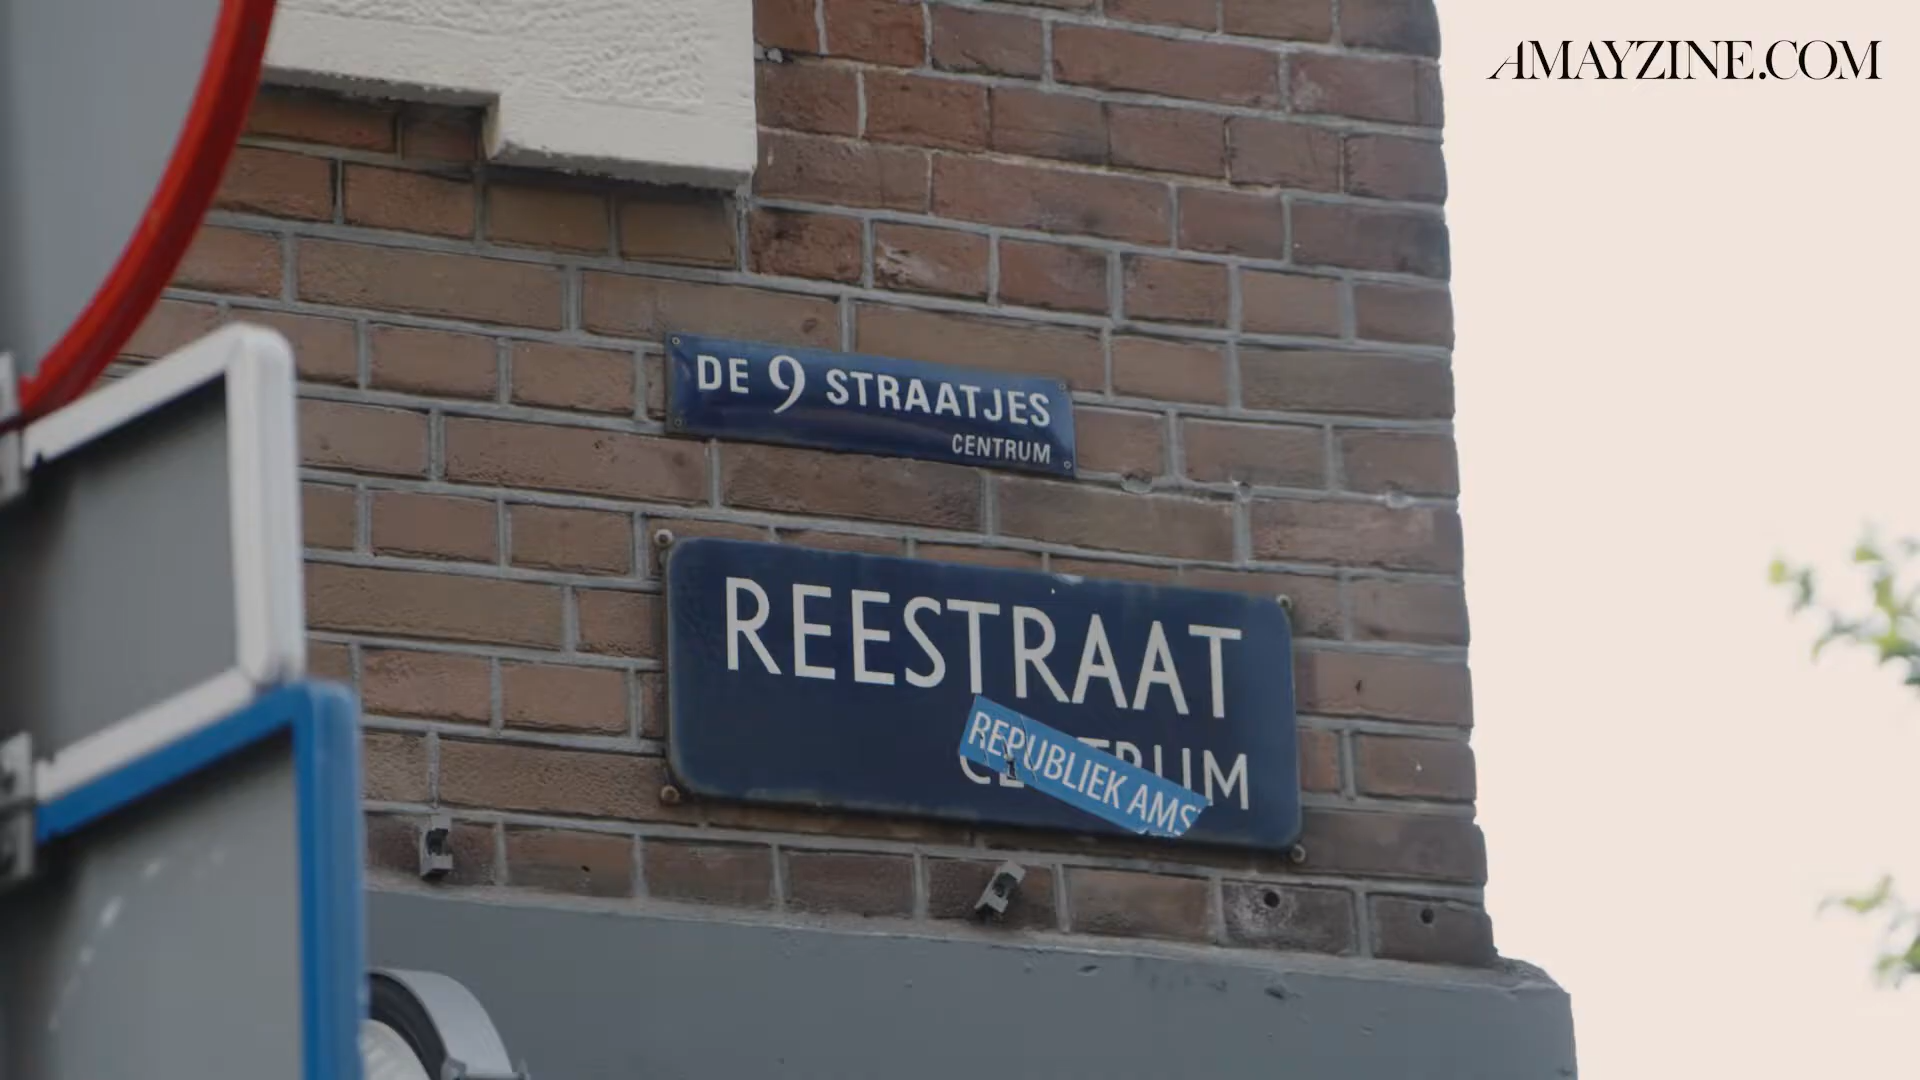 AMAYZINE.COM
DE 9 STRAATJES
CENTRUM
REESTRAAT
REPUBLIEK AMS